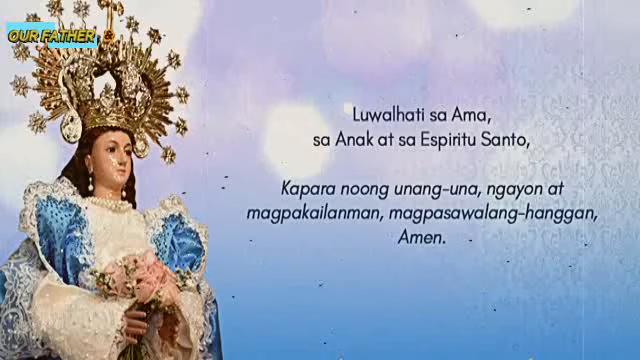 OUR FATHER
Luwalhati sa Ama,
sa Anak at sa Espiritu Santo,
Kapara noong unang-una, ngayon at
magpakailanman, magpasawalang-hanggan,
Amen.